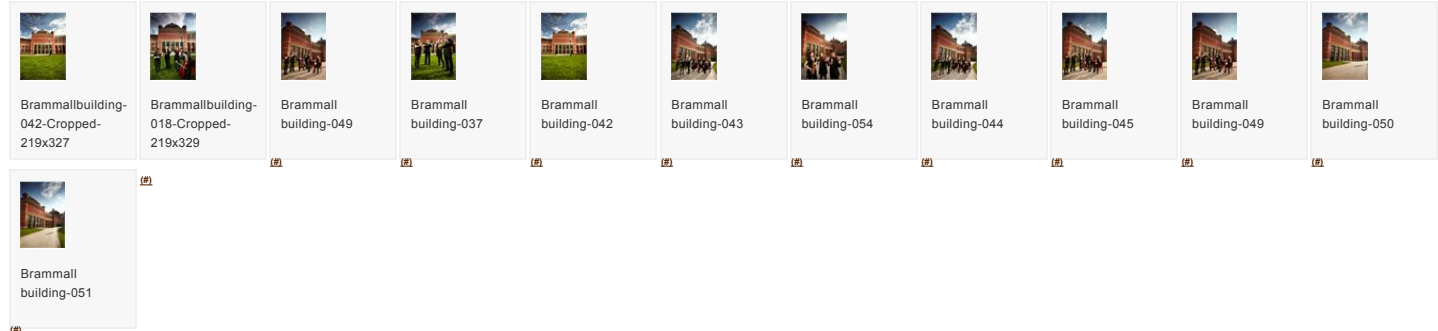 Brammallbuilding-
042-Cropped-
219x327
Brammallbuilding-
018-Cropped-
219x329
Brammall
building-049
Brammall
building-037
Brammall
building-042
Brammall
building-043
Brammall
building-054
Brammall
building-044
Brammall
building-045
Brammall
building-049
Brammall
building-050
(#)
(#)
(#)
(#)
(#)
(#)
(#)
(#)
(#)
(#)
Brammall
building-051
(#)